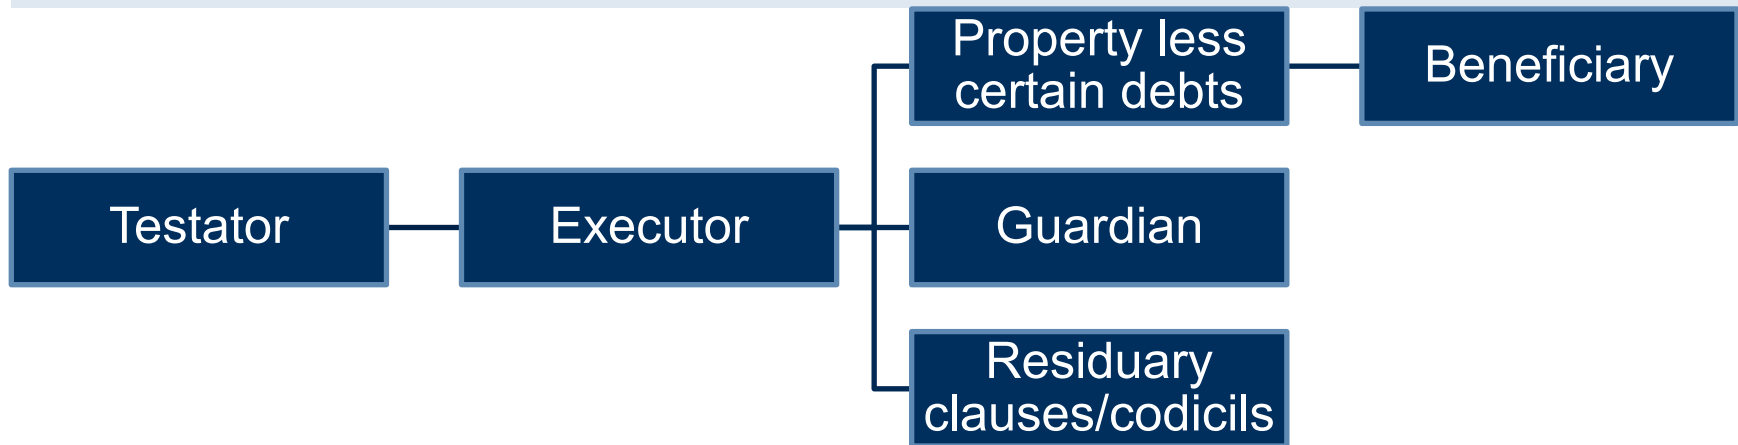 Testator
Executor
Property less
certain debts
Beneficiary
Guardian
Residuary
clauses/codicils